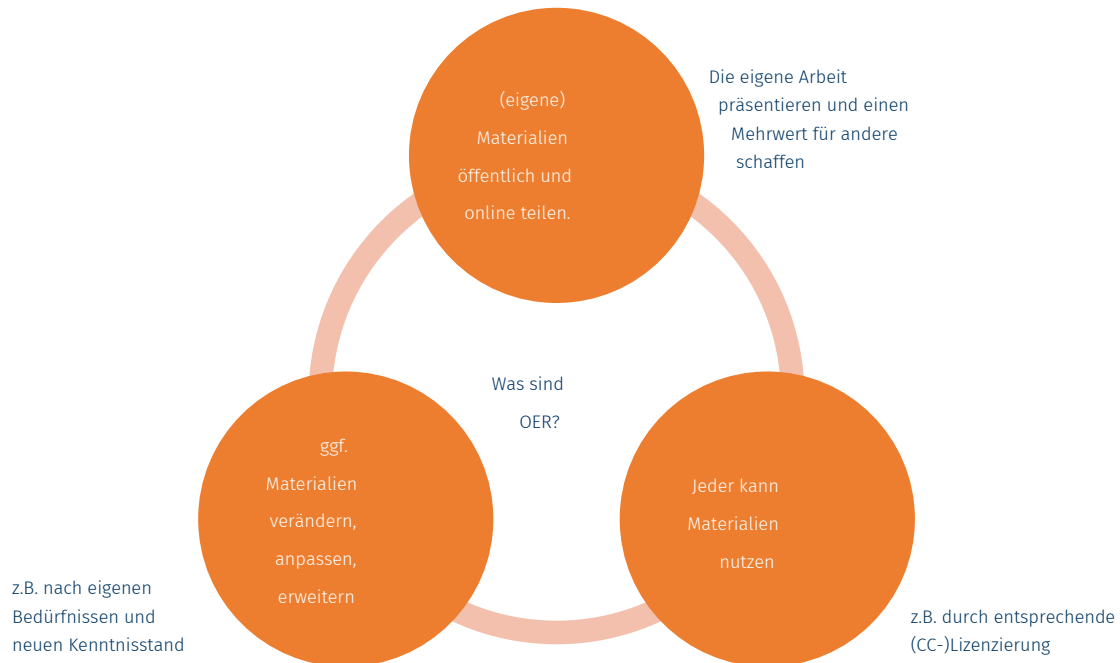 (eigene)
Materialien
öffentlich und
online teilen.
Die eigene Arbeit
präsentieren und einen
Mehrwert für andere
schaffen
Was sind
OER?
ggf.
Materialien
verändern,
anpassen,
erweitern
Jeder kann
Materialien
nutzen
z.B. nach eigenen
Bedürfnissen und
neuen Kenntnisstand
z.B. durch entsprechende
(CC-)Lizenzierung